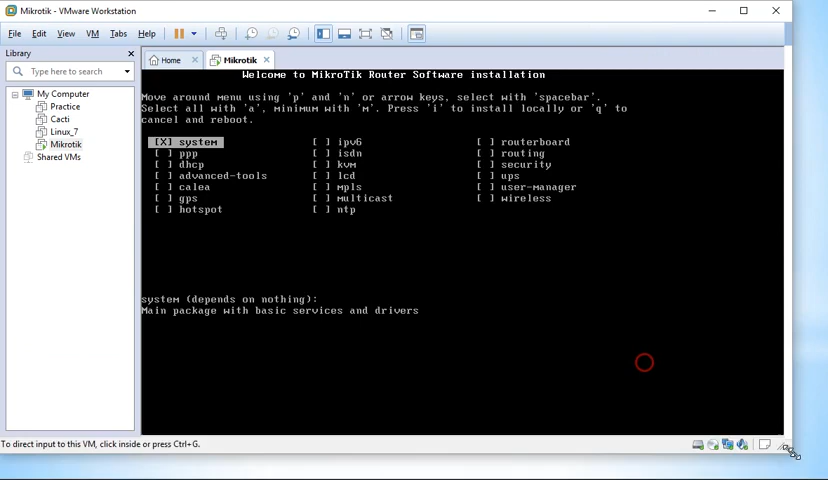 Mikrotik - VMware Workstation
File Edit View VM Tabs Help
Library
Type here to search
My Computer
Practice
Cacti
Linux_7
Mikrotik
Shared VMs
Home Mikrotik
Welcome to MikroTik Router Software installation
Move around menu using 'p' and 'n' or arrow keys, select with 'spacebar'.
Select all with 'a', minimum with 'm'. Press 'i' to install locally or 'q' to
cancel and reboot.
[X] system [ ] ipv6 [ ] routerboard
[ ] ppp [ ] isdn [ ] routing
[ ] dhcp [ ] kvm [ ] security
[ ] advanced-tools [ ] lcd [ ] ups
[ ] calea [ ] mpls [ ] user-manager
[ ] gps [ ] multicast [ ] wireless
[ ] hotspot [ ] ntp
system (depends on nothing):
Main package with basic services and drivers
To direct input to this VM, click inside or press Ctrl+G.